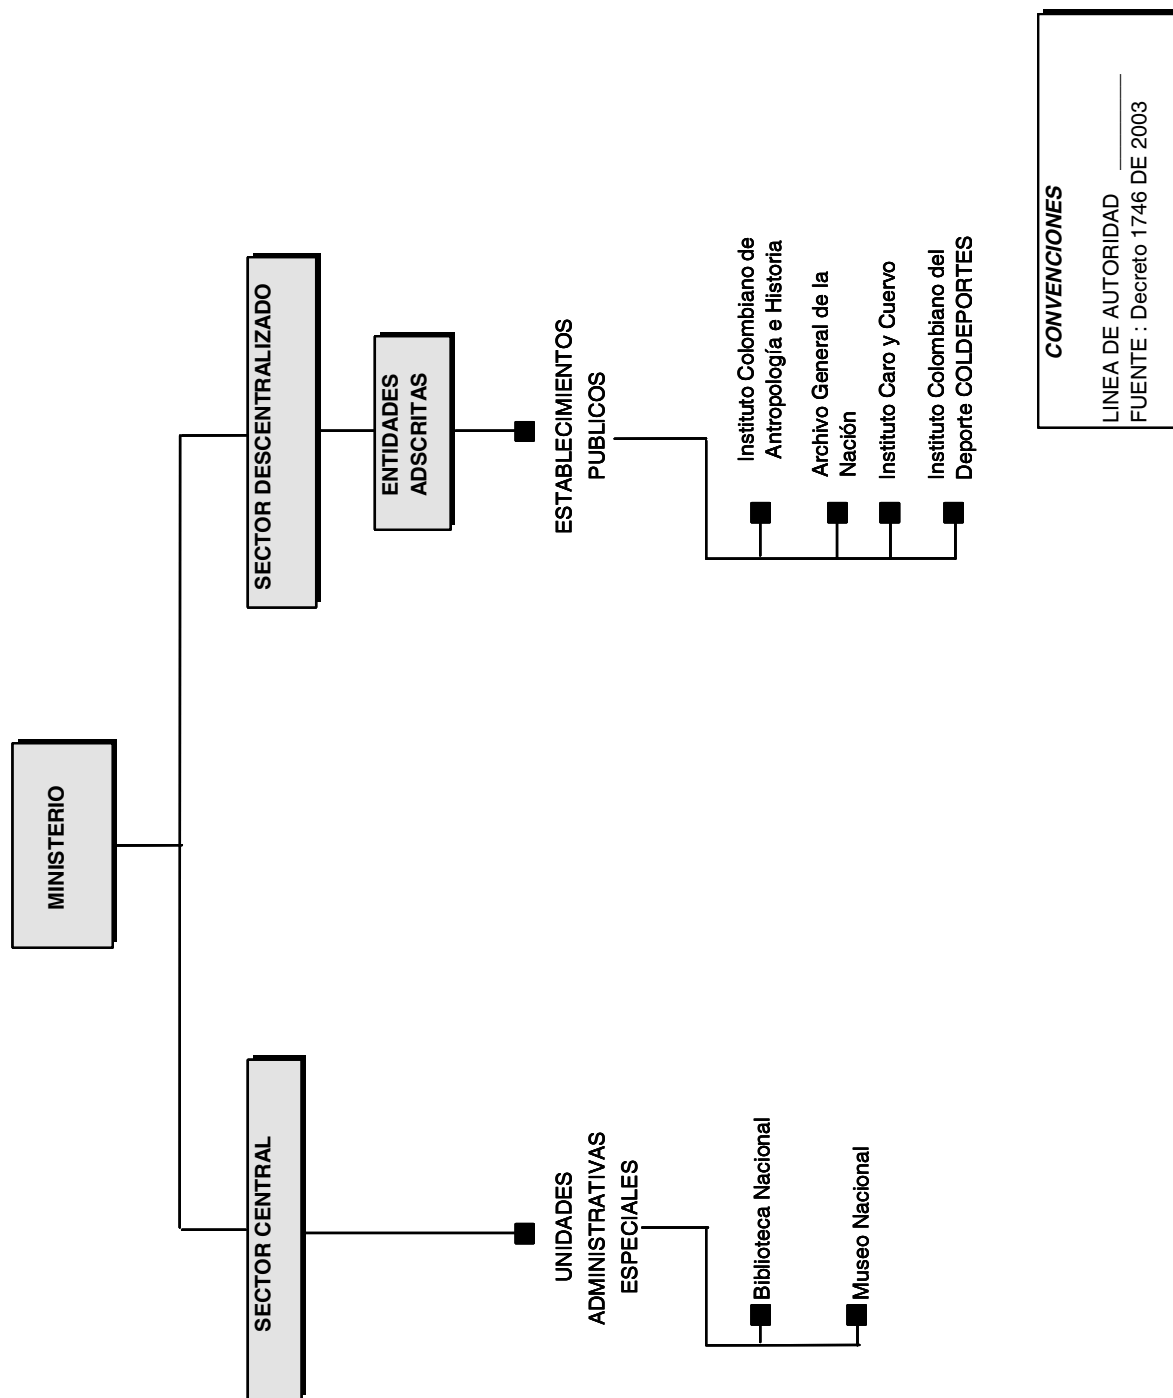 MINISTERIO
SECTOR CENTRAL
UNIDADES
ADMINISTRATIVAS
ESPECIALES
Biblioteca Nacional
Museo Nacional
SECTOR DESCENTRALIZADO
ENTIDADES
ADSCRITAS
ESTABLECIMIENTOS
PUBLICOS
Instituto Colombiano de
Antropología e Historia
Archivo General de la
Nación
Instituto Caro y Cuervo
Instituto Colombiano del
Deporte COLDEPORTES
CONVENCIONES
LINEA DE AUTORIDAD
FUENTE : Decreto 1746 DE 2003